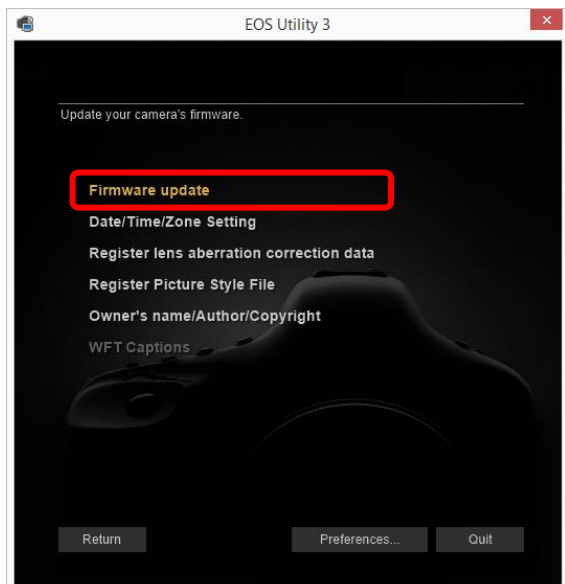 EOS Utility 3
Update your camera's firmware.
Firmware update
Date/Time/Zone Setting
Register lens aberration correction data
Register Picture Style File
Owner's name/Author/Copyright
WFT Captions
Return Preferences... Quit